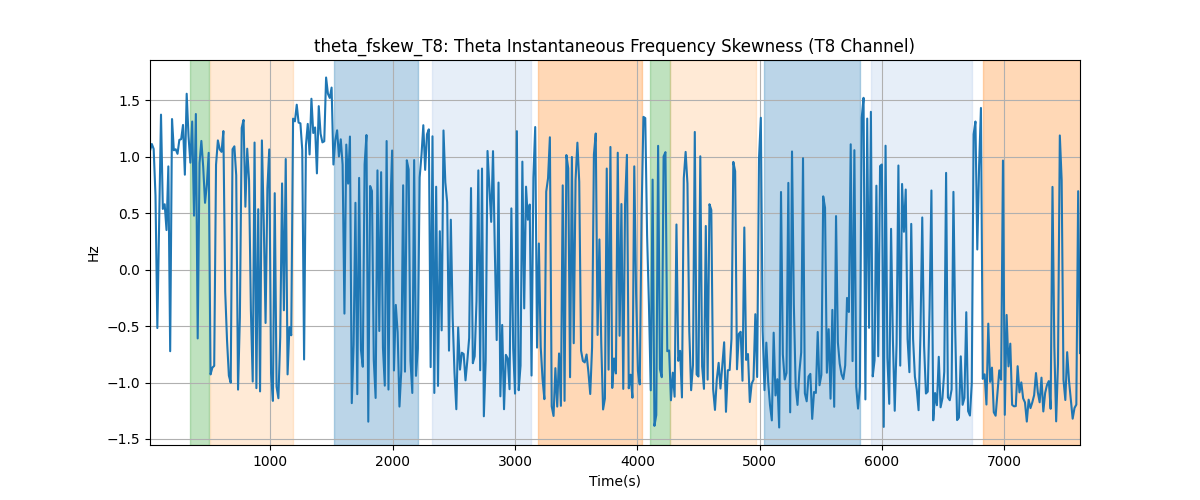 theta_fskew_T8: Theta Instantaneous Frequency Skewness (T8 Channel)
Hz
1.5
1.0
0.5
0.0
−0.5
−1.0
−1.5
1000 2000 3000 4000 5000 6000 7000
Time(s)